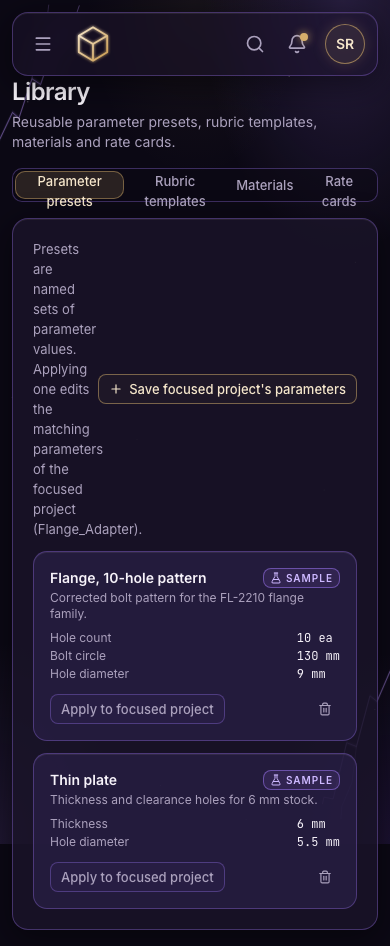 SR
Library
Reusable parameter presets, rubric templates,
materials and rate cards.
Parameter
presets
Rubric
templates
Materials
Rate
cards
Presets
are
named
sets of
parameter
values.
Applying
one edits
the
matching
parameters
of the
focused
project
(Flange_Adapter).
+ Save focused project's parameters
Flange, 10-hole pattern
SAMPLE
Corrected bolt pattern for the FL-2210 flange
family.
Hole count 10 ea
Bolt circle 130 mm
Hole diameter 9 mm
Apply to focused project
Thin plate
SAMPLE
Thickness and clearance holes for 6 mm stock.
Thickness 6 mm
Hole diameter 5.5 mm
Apply to focused project